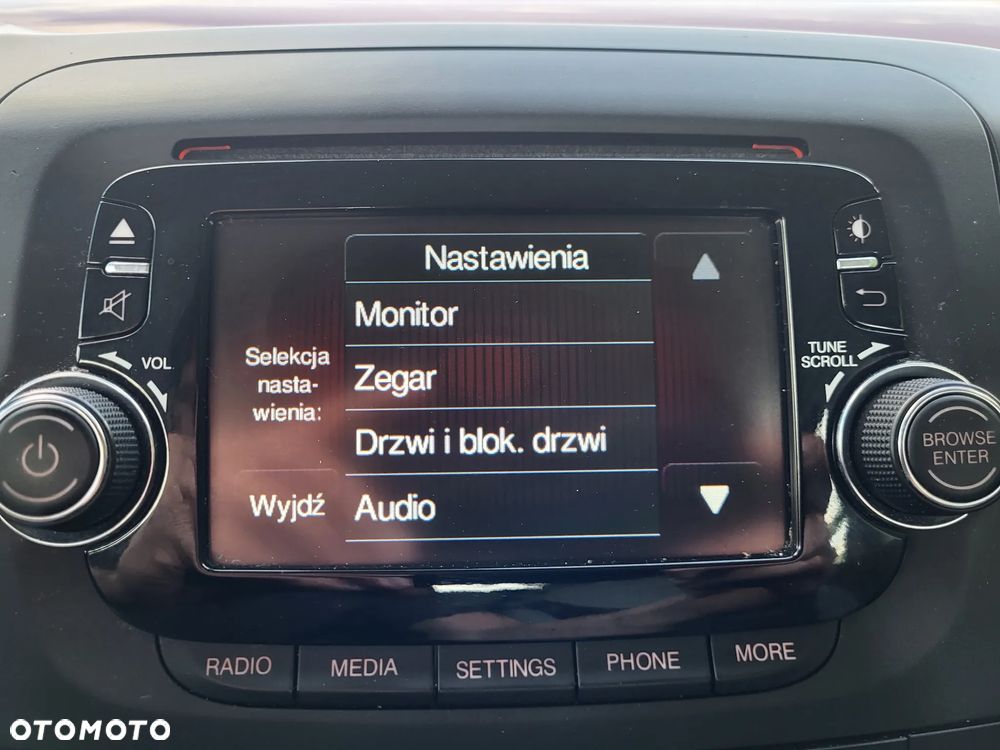 Nastawienia
Monitor
Selekcja
nasta-
wienia:
Zegar
Drzwi i blok. drzwi
Wyjdź
Audio
VOL
TUNE
SCROLL
BROWSE
ENTER
RADIO
MEDIA
SETTINGS
PHONE
MORE
OTOMOTO